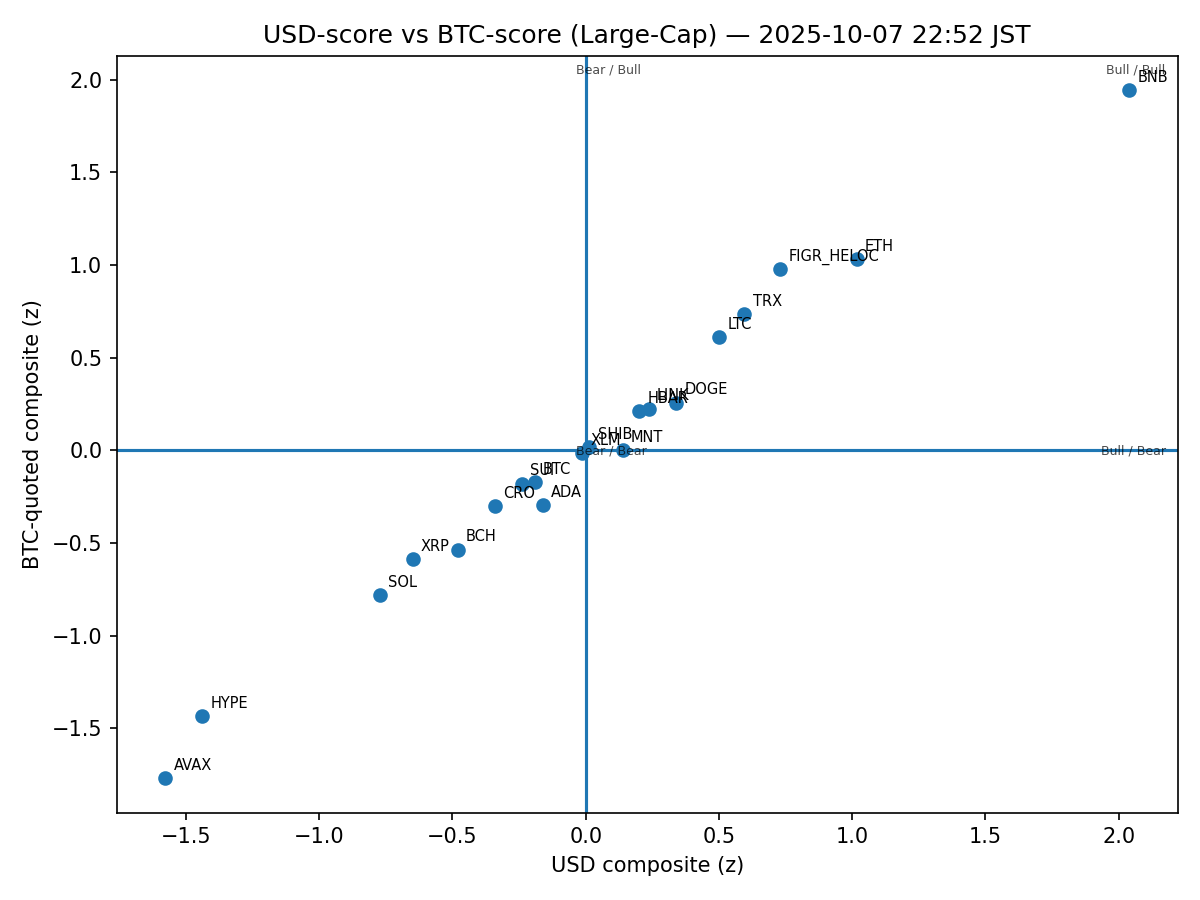 USD-score vs BTC-score (Large-Cap) — 2025-10-07 22:52 JST
Bear / Bull
Bull / Bull
BNB
ETH
FIGR_HELOC
TRX
LTC
DOGE
LINK
HBAR
SHIB
XLM
MNT
Bear / Bear
Bull / Bear
SUI
BTC
CRO
ADA
BCH
XRP
SOL
HYPE
AVAX
2.0
1.5
1.0
0.5
0.0
−0.5
−1.0
−1.5
BTC-quoted composite (z)
−1.5
−1.0
−0.5
0.0
0.5
1.0
1.5
2.0
USD composite (z)